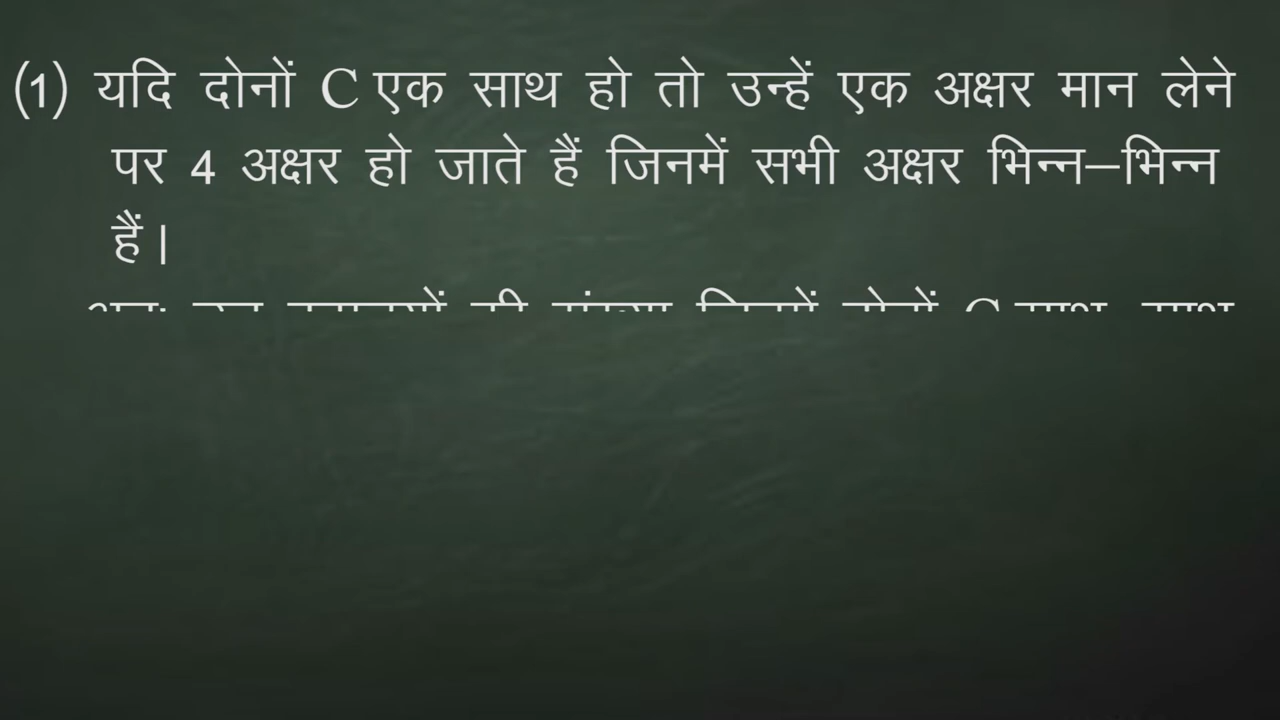 (1) यदि दोनों C एक साथ हो तो उन्हें एक अक्षर मान लेने
पर 4 अक्षर हो जाते हैं जिनमें सभी अक्षर भिन्न–भिन्न
हैं।